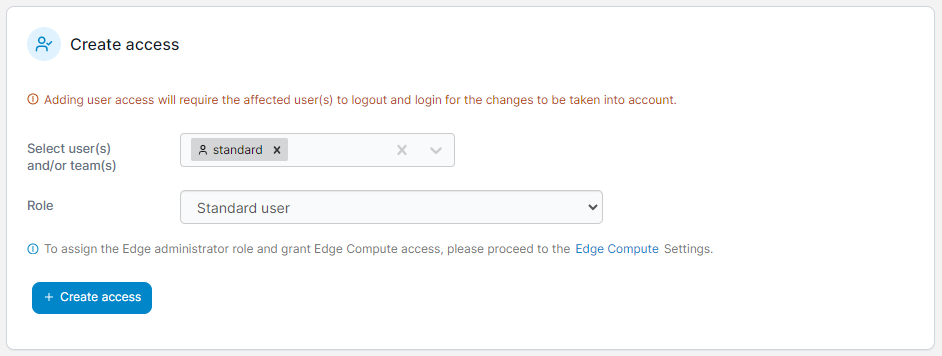 Create access
Adding user access will require the affected user(s) to logout and login for the changes to be taken into account.
Select user(s)
and/or team(s)
standard
Role
Standard user
To assign the Edge administrator role and grant Edge Compute access, please proceed to the Edge Compute Settings.
+ Create access